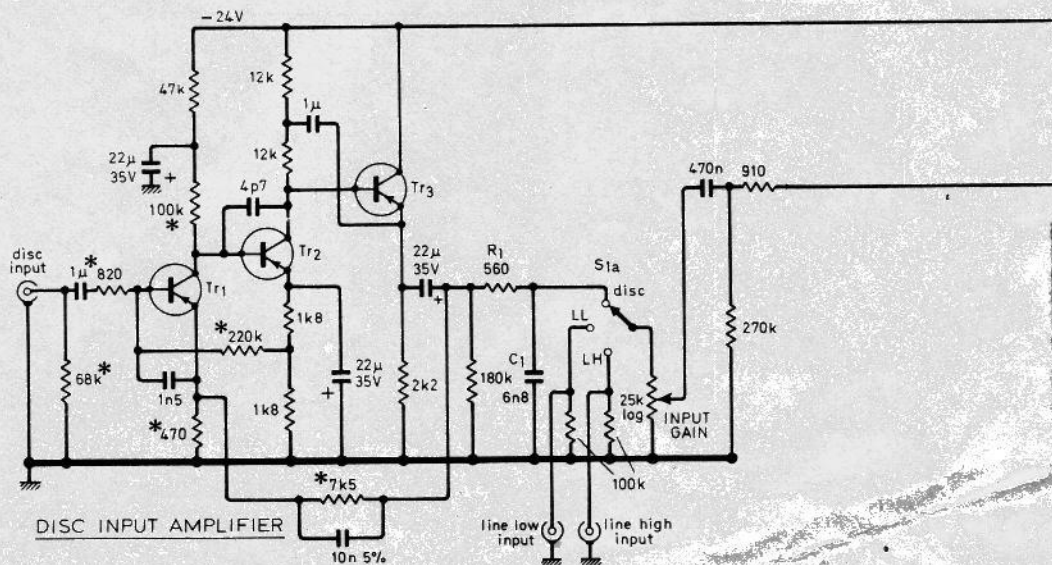 −24V
47k
12k
1μ
22μ
35V
+
12k
4p7
100k
*
Tr3
470n
910
disc
input
1μ
*
820
Tr1
Tr2
22μ
35V
+
R1
560
S1a
disc
LL
LH
1k8
*220k
22μ
35V
+
270k
68k*
1n5
*470
1k8
2k2
180k
C1
6n8
25k
log
INPUT
GAIN
100k
*7k5
10n 5%
DISC INPUT AMPLIFIER
line low
input
line high
input